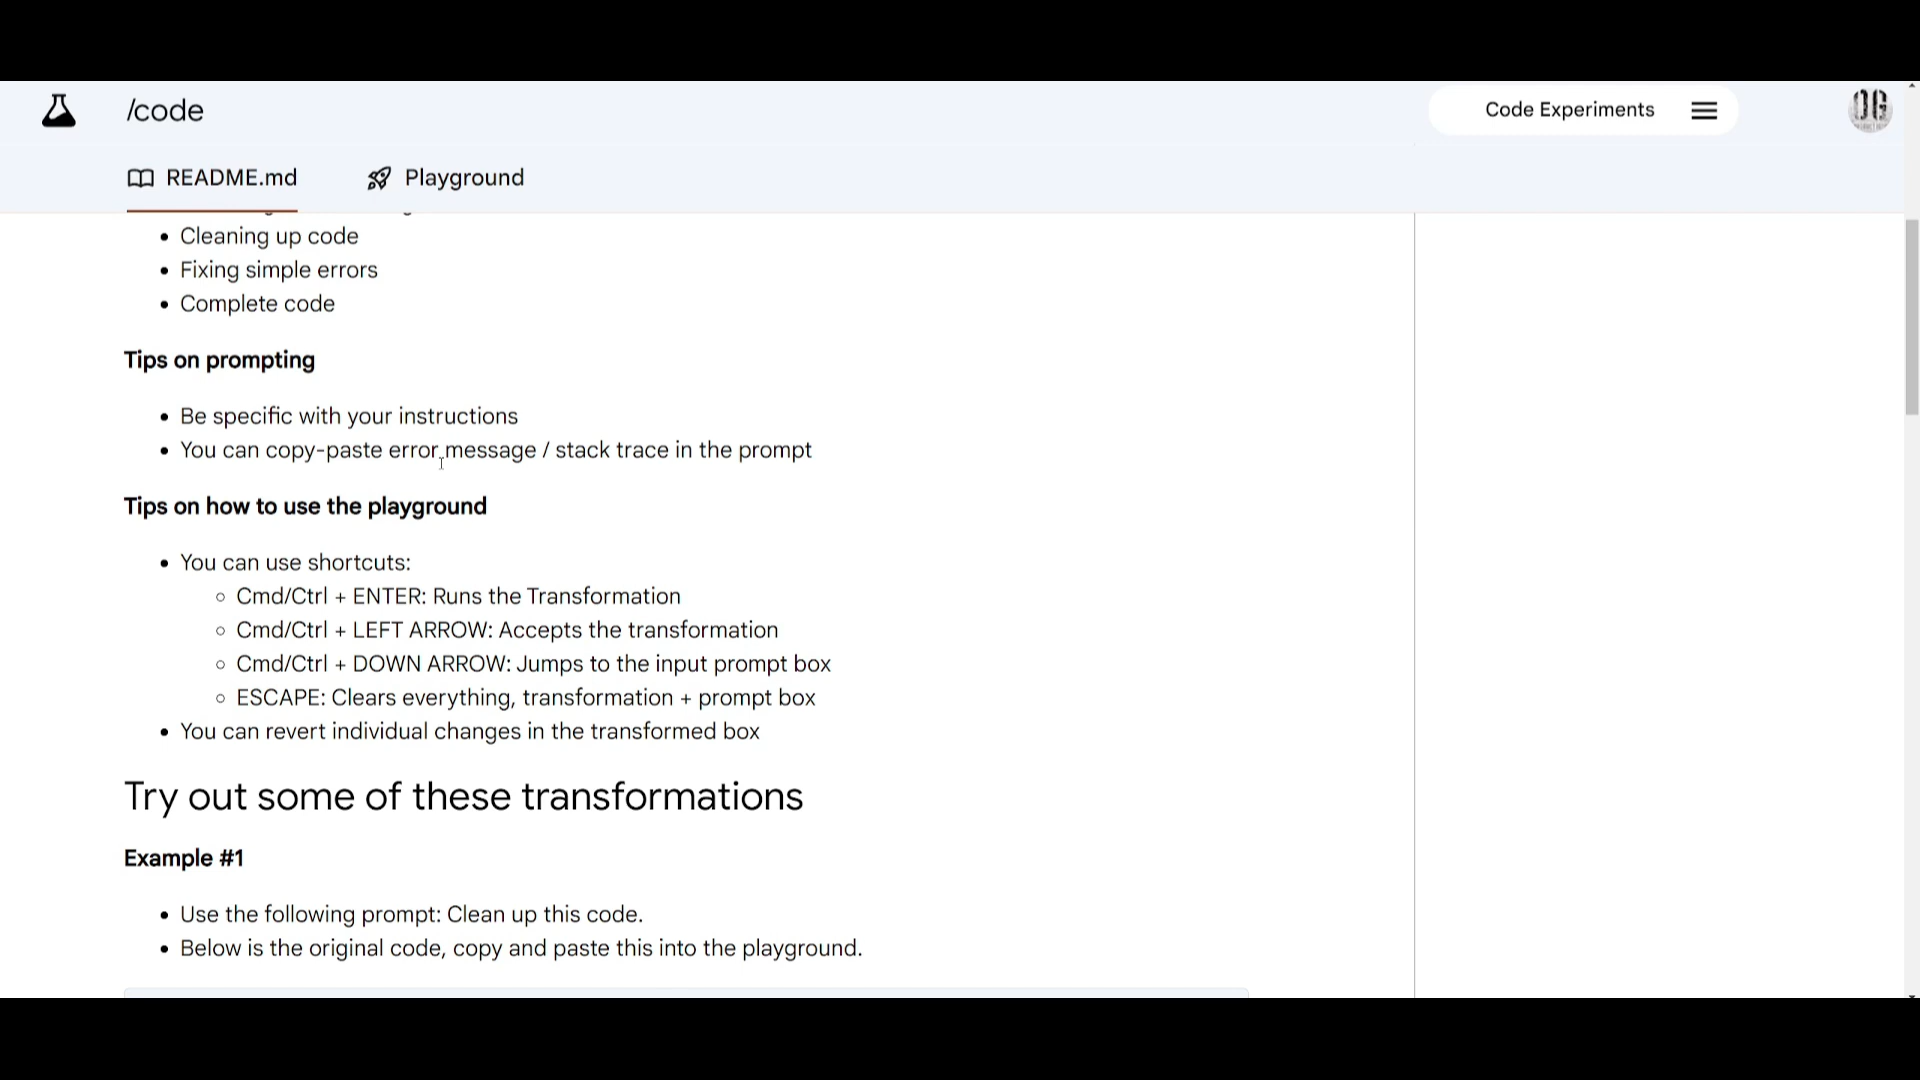 /code
Code Experiments
README.md
Playground
Cleaning up code
Fixing simple errors
Complete code
Tips on prompting
Be specific with your instructions
You can copy-paste error message / stack trace in the prompt
Tips on how to use the playground
You can use shortcuts:
Cmd/Ctrl + ENTER: Runs the Transformation
Cmd/Ctrl + LEFT ARROW: Accepts the transformation
Cmd/Ctrl + DOWN ARROW: Jumps to the input prompt box
ESCAPE: Clears everything, transformation + prompt box
You can revert individual changes in the transformed box
Try out some of these transformations
Example #1
Use the following prompt: Clean up this code.
Below is the original code, copy and paste this into the playground.